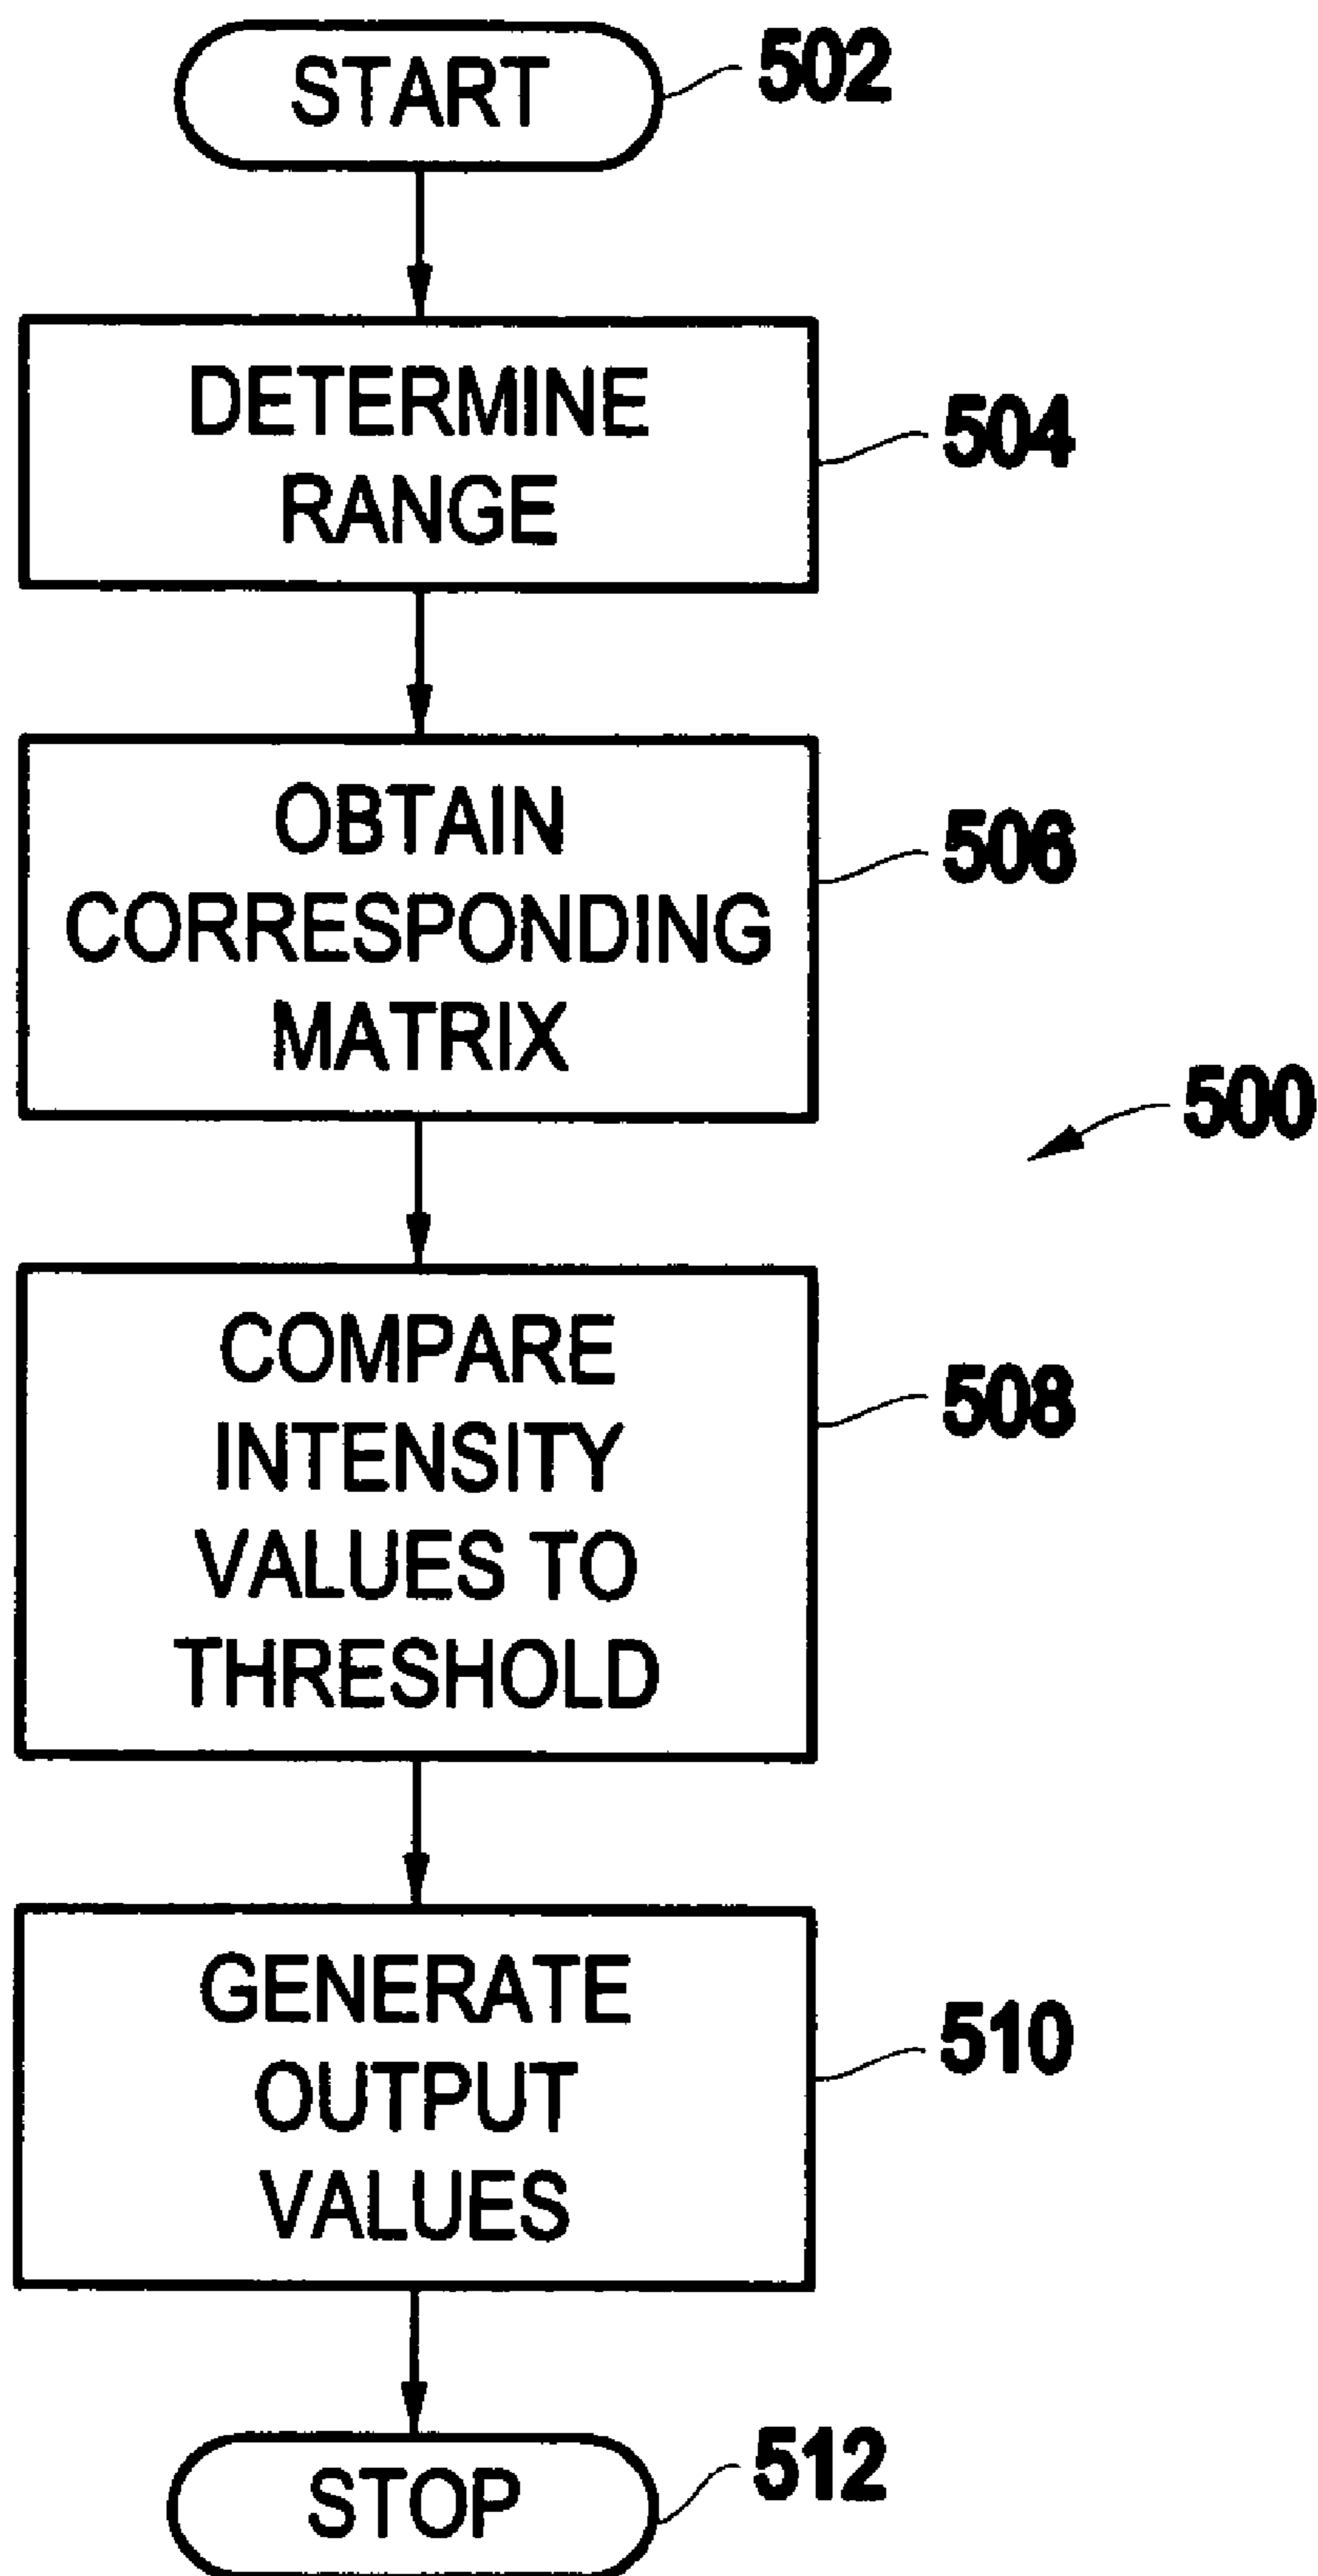 START
502
DETERMINE
RANGE
504
OBTAIN
CORRESPONDING
MATRIX
506
500
COMPARE
INTENSITY
VALUES TO
THRESHOLD
508
GENERATE
OUTPUT
VALUES
510
STOP
512